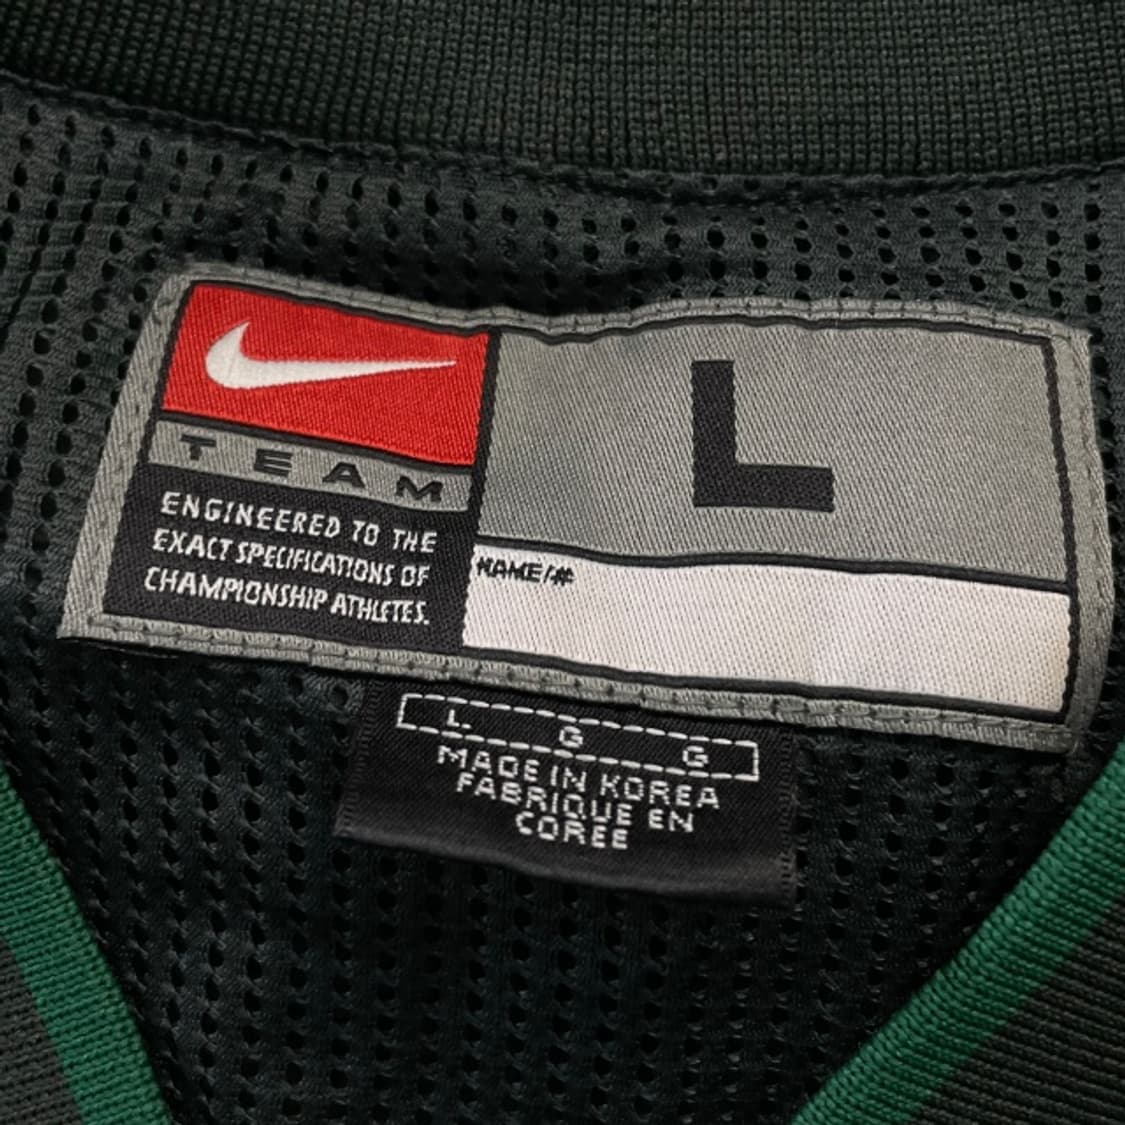 TEAM
ENGINEERED TO THE
EXACT SPECIFICATIONS OF
CHAMPIONSHIP ATHLETES.
L
NAME/#
L G G
MADE IN KOREA
FABRIQUE EN
COREE